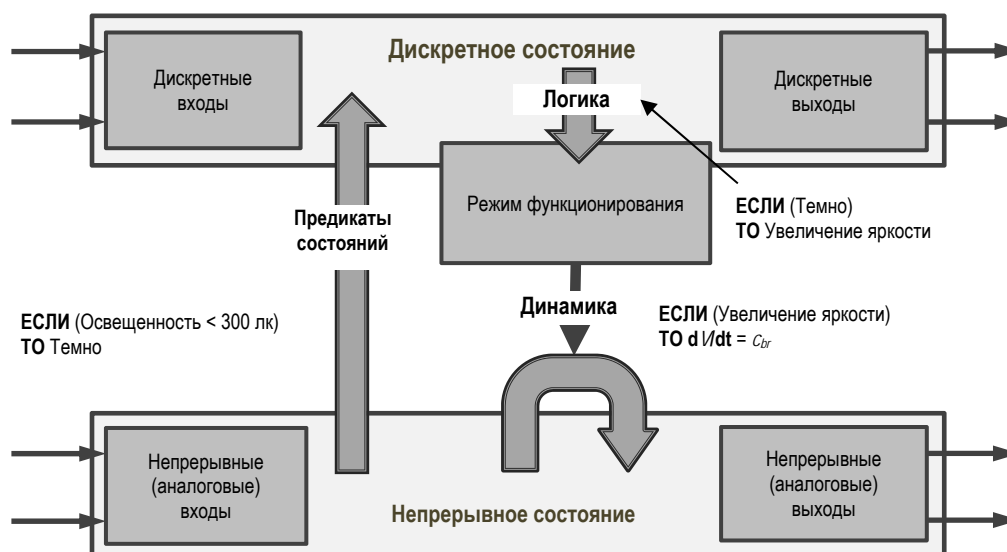 Дискретное состояние
Дискретные
входы
Логика
Дискретные
выходы
Предикаты
состояний
Режим функционирования
ЕСЛИ (Темно)
ТО Увеличение яркости
Динамика
ЕСЛИ (Освещенность < 300 лк)
ТО Темно
ЕСЛИ (Увеличение яркости)
ТО d I/dt = Cbr
Непрерывные
(аналоговые)
входы
Непрерывное состояние
Непрерывные
(аналоговые)
выходы